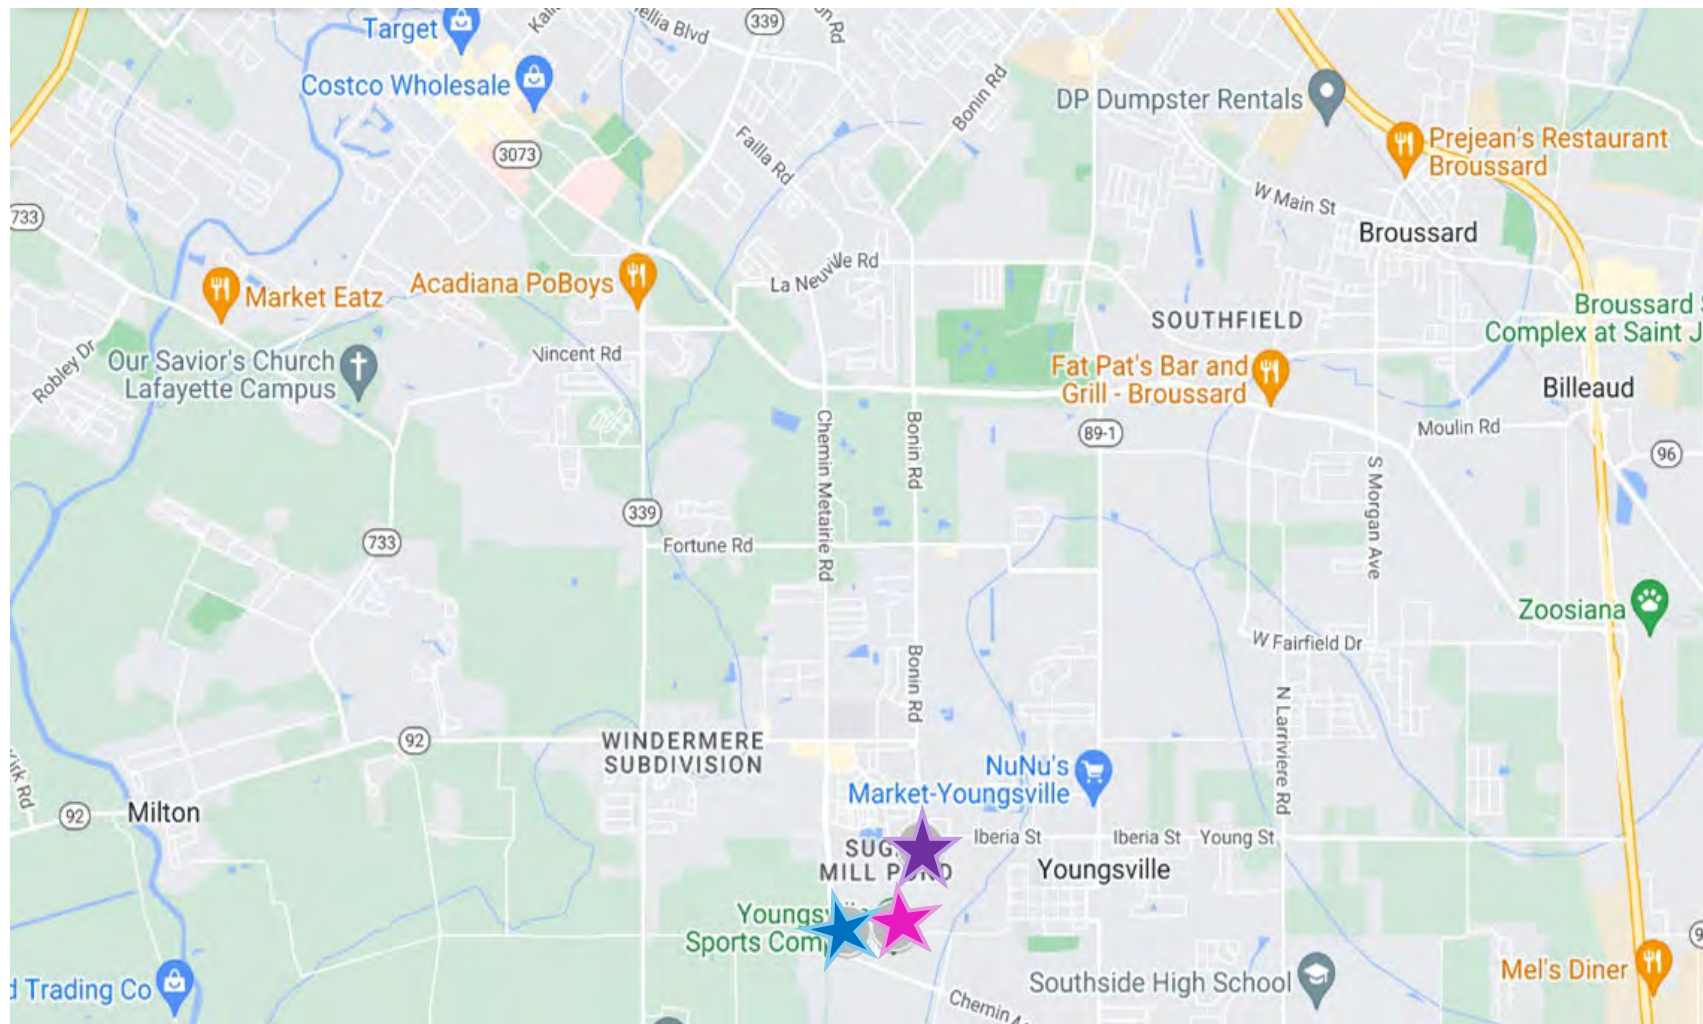 Target
339
Costco Wholesale
Bonin Rd
DP Dumpster Rentals
Prejean's Restaurant
Broussard
3073
Failla Rd
W Main St
733
Broussard
La Neuville Rd
Acadiana PoBoys
Market Eatz
Broussard
Complex at Saint
SOUTHFIELD
Vincent Rd
Our Savior's Church
Lafayette Campus
Robley Dr
Fat Pat's Bar and
Grill - Broussard
Billeaud
89-1
Moulin Rd
96
Chemin Metairie Rd
Bonin Rd
S Morgan Ave
339
733
Fortune Rd
Zoosiana
W Fairfield Dr
Bonin Rd
N Larriviere Rd
92
WINDERMERE
SUBDIVISION
NuNu's
Market-Youngsville
Rd
92
Milton
Iberia St
Iberia St
Young St
MILL
Youngsville
Sports
Trading Co
Southside High School
Mel's Diner
Chemin